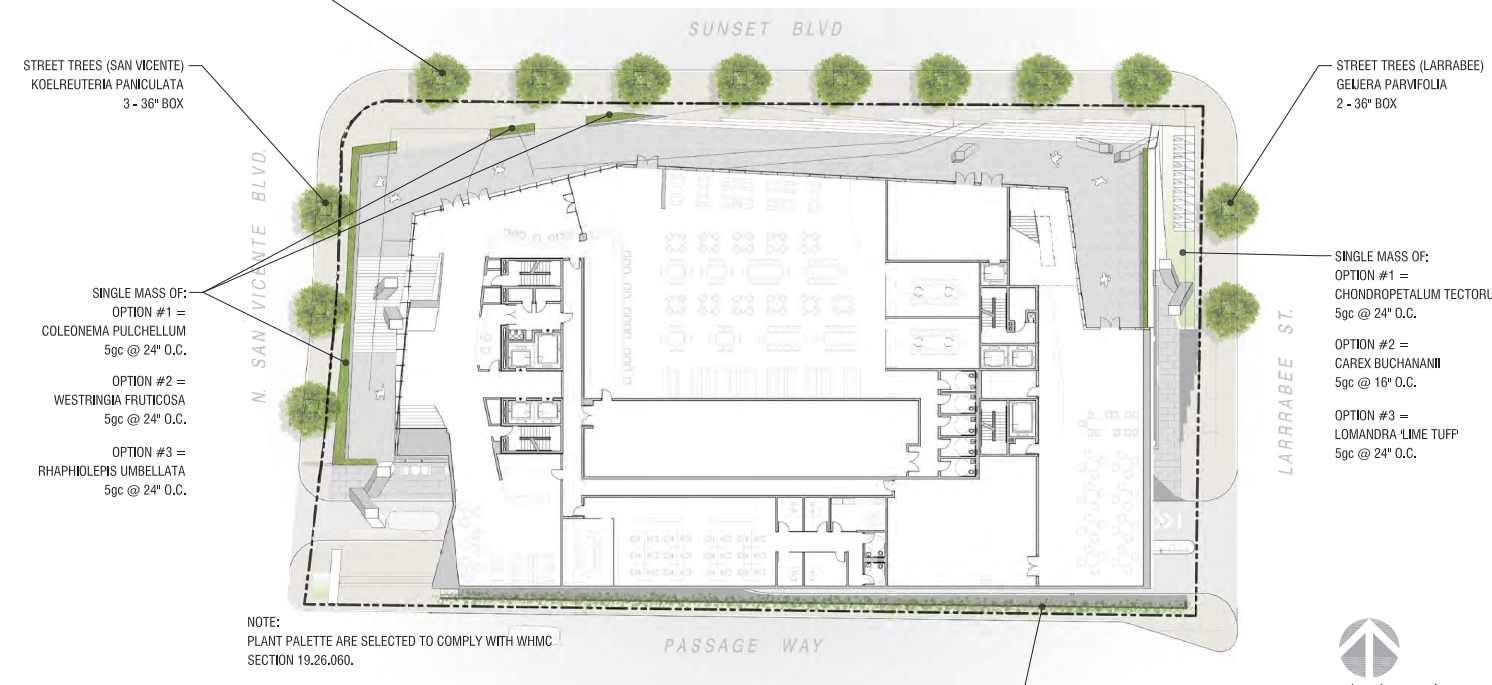 SUNSET BLVD
STREET TREES (SAN VICENTE)
KOELREUTERIA PANICULATA
3 - 36" BOX
STREET TREES (LARRABEE)
GEIJERA PARVIFOLIA
2 - 36" BOX
N. SAN VICENTE BLVD.
SINGLE MASS OF:
OPTION #1 =
COLEONEMA PULCHELLUM
5gc @ 24" O.C.
OPTION #2 =
WESTRINGIA FRUTICOSA
5gc @ 24" O.C.
OPTION #3 =
RHAPHIOLEPIS UMBELLATA
5gc @ 24" O.C.
SINGLE MASS OF:
OPTION #1 =
CHONDROPETALUM TECTORU
5gc @ 24" O.C.
OPTION #2 =
CAREX BUCHANANII
5gc @ 16" O.C.
OPTION #3 =
LOMANDRA 'LIME TUFF'
5gc @ 24" O.C.
LARRRABEE ST.
NOTE:
PLANT PALETTE ARE SELECTED TO COMPLY WITH WHMC
SECTION 19.26.060.
PASSAGE WAY